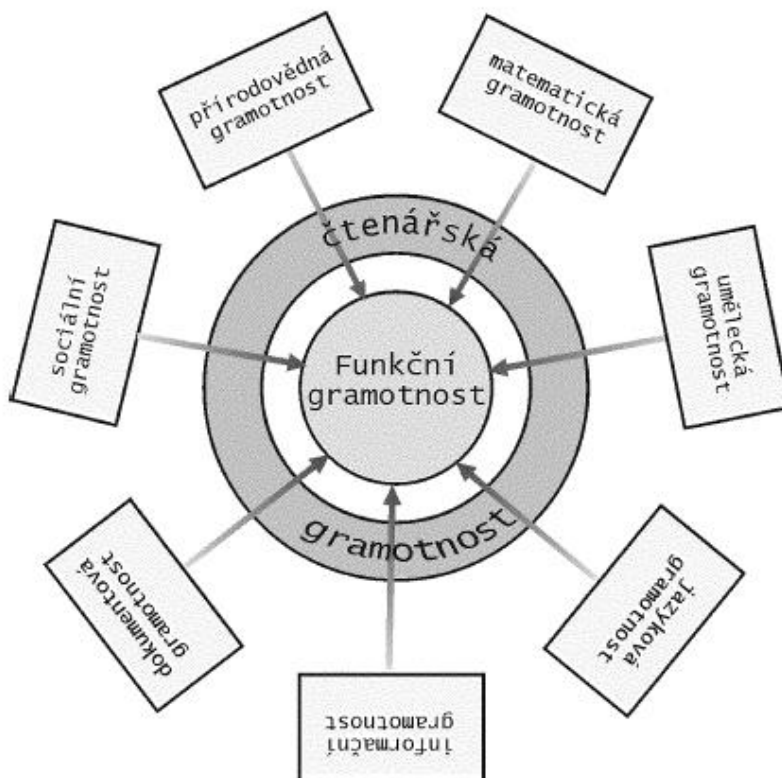 přírodovědná
gramotnost
matematická
gramotnost
čtenářská
sociální
gramotnost
Funkční
gramotnost
umělecká
gramotnost
dokumentová
gramotnost
gramotnost
jazyková
gramotnost
informační
gramotnost